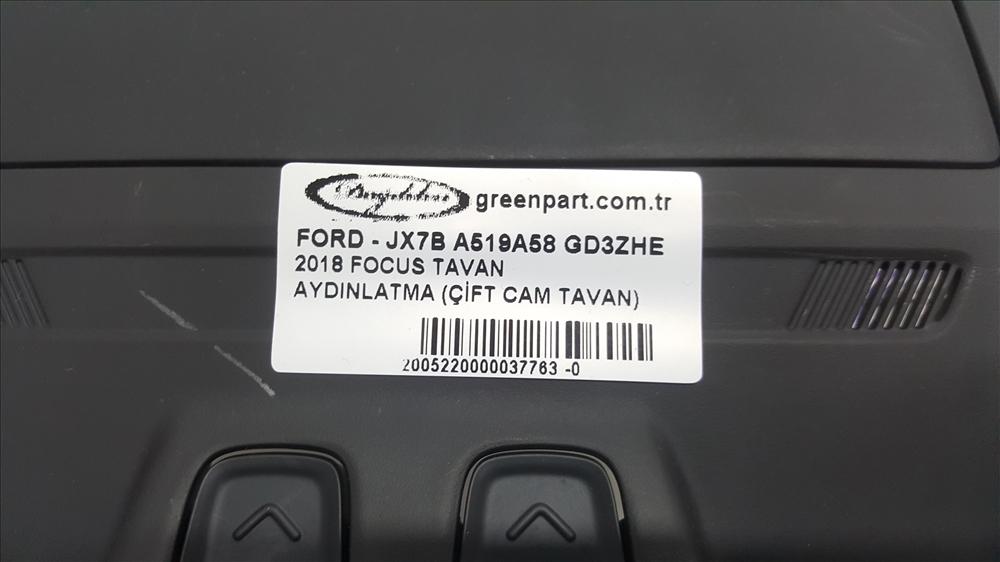 greenpart.com.tr
FORD - JX7B A519A58 GD3ZHE
2018 FOCUS TAVAN
AYDINLATMA (ÇİFT CAM TAVAN)
2005220000037763 -0